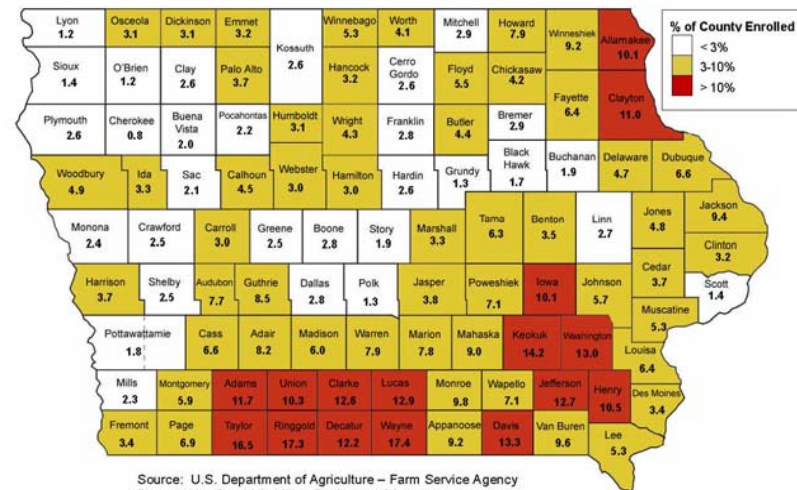 Lyon
1.2
Osceola
3.1
Dickinson
3.1
Emmet
3.2
Winnebago
5.3
Worth
4.1
Mitchell
2.9
Howard
7.9
Winneshiek
9.2
Allamakee
10.1
% of County Enrolled
< 3%
3-10%
> 10%
Kossuth
2.6
Sioux
1.4
O'Brien
1.2
Clay
2.6
Palo Alto
3.7
Hancock
3.2
Cerro
Gordo
2.6
Floyd
5.5
Chickasaw
4.2
Fayette
6.4
Clayton
11.0
Plymouth
2.6
Cherokee
0.8
Buena
Vista
2.0
Pocahontas
2.2
Humboldt
3.1
Wright
4.3
Franklin
2.8
Butler
4.4
Bremer
2.9
Woodbury
4.9
Ida
3.3
Sac
2.1
Calhoun
4.5
Webster
3.0
Hamilton
3.0
Hardin
2.6
Grundy
1.3
Black
Hawk
1.7
Buchanan
1.9
Delaware
4.7
Dubuque
6.6
Monona
2.4
Crawford
2.5
Carroll
3.0
Greene
2.5
Boone
2.8
Story
1.9
Marshall
3.3
Tama
6.3
Benton
3.5
Linn
2.7
Jones
4.8
Jackson
9.4
Clinton
3.2
Harrison
3.7
Shelby
2.5
Audubon
7.7
Guthrie
8.5
Dallas
2.8
Polk
1.3
Jasper
3.8
Poweshiek
7.1
Iowa
10.1
Johnson
5.7
Cedar
3.7
Scott
1.4
Muscatine
5.3
Pottawattamie
1.8
Cass
6.6
Adair
8.2
Madison
6.0
Warren
7.9
Marion
7.8
Mahaska
9.0
Keokuk
14.2
Washington
13.0
Louisa
6.4
Mills
2.3
Montgomery
5.9
Adams
11.7
Union
10.3
Clarke
12.6
Lucas
12.9
Monroe
9.8
Wapello
7.1
Jefferson
12.7
Henry
10.5
Des Moines
3.4
Fremont
3.4
Page
6.9
Taylor
16.5
Ringgold
17.3
Decatur
12.2
Wayne
17.4
Appanoose
9.2
Davis
13.3
Van Buren
9.6
Lee
5.3
Source: U.S. Department of Agriculture – Farm Service Agency